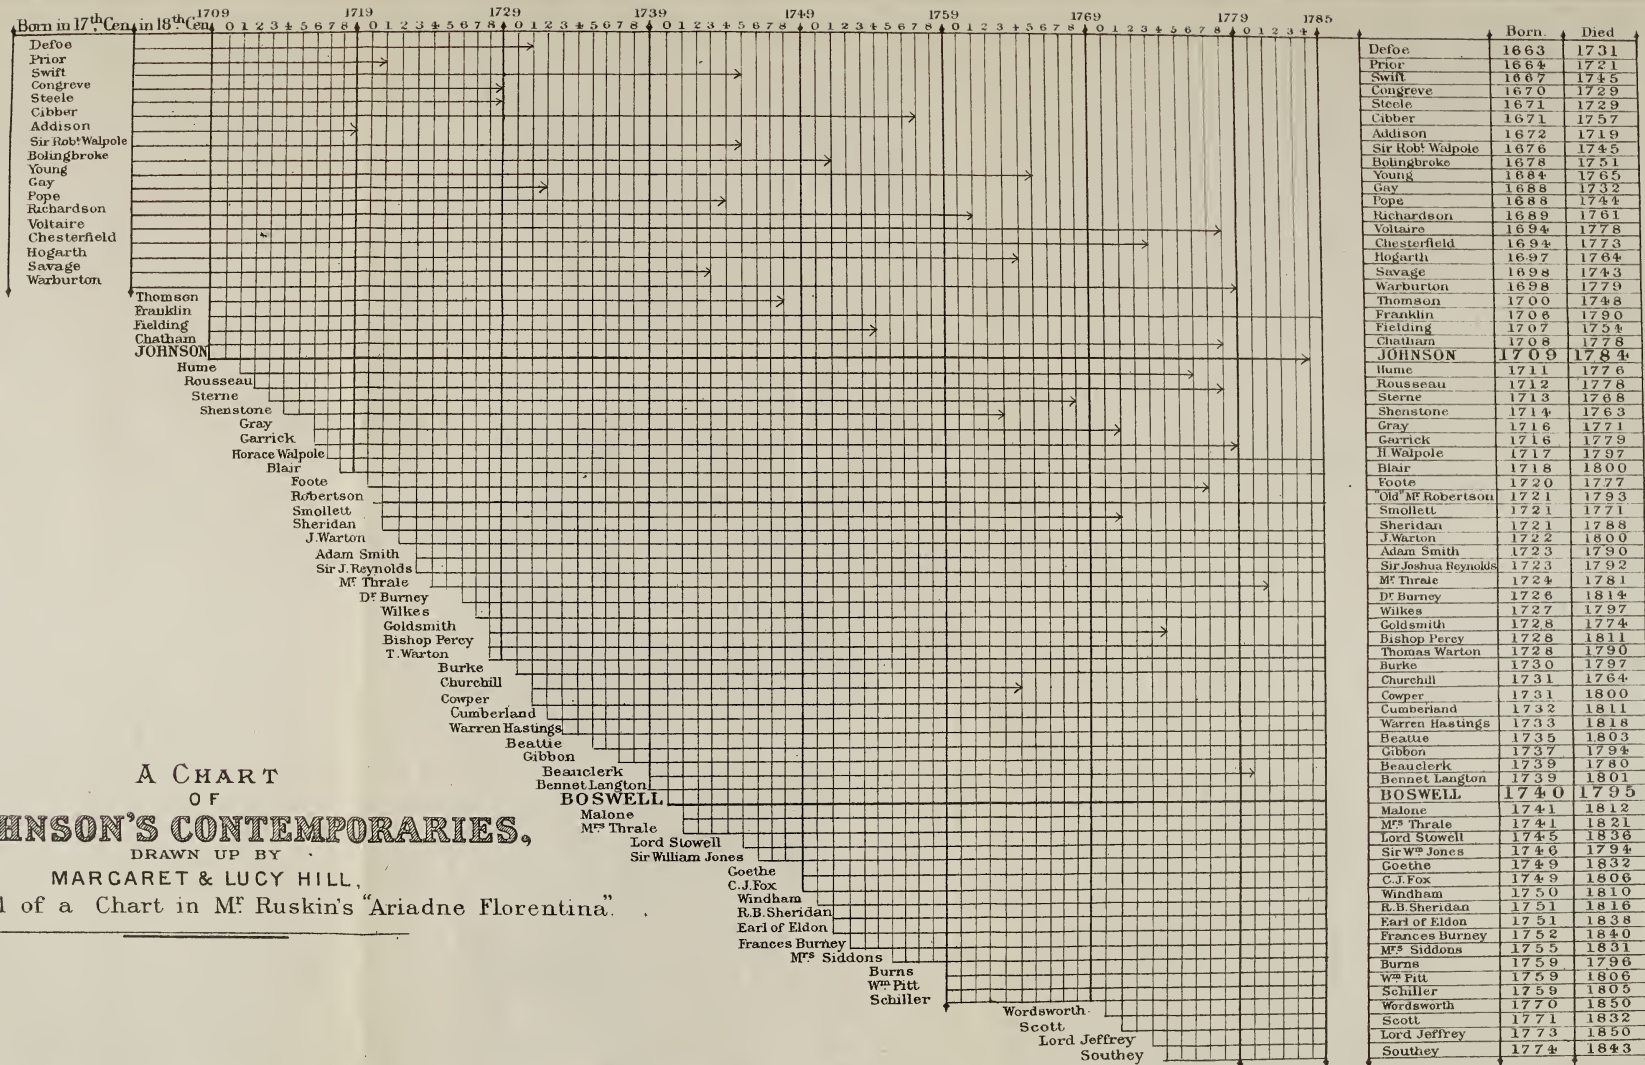 1709 1719 1729 1739 1749 1759 1769 1779 1785
Born in 17th Cen. in 18th Cen. 0 1 2 3 4 5 6 7 8 9 0 1 2 3 4 5 6 7 8 9 0 1 2 3 4 5 6 7 8 9 0 1 2 3 4 5 6 7 8 9 0 1 2 3 4 5 6 7 8 9 0 1 2 3 4 5 6 7 8 9 0 1 2 3 4 5 6 7 8 9 0 1 2 3 4
Defoe
Prior
Swift
Congreve
Steele
Cibber
Addison
Sir Robt Walpole
Bolingbroke
Young
Gay
Pope
Richardson
Voltaire
Chesterfield
Hogarth
Savage
Warburton
Thomson
Franklin
Fielding
Chatham
JOHNSON
Hume
Rousseau
Sterne
Shenstone
Gray
Garrick
Horace Walpole
Blair
Foote
Robertson
Smollett
Sheridan
J. Warton
Adam Smith
Sir J. Reynolds
Mr Thrale
Dr Burney
Wilkes
Goldsmith
Bishop Percy
T. Warton
Burke
Churchill
Cowper
Cumberland
Warren Hastings
Beattie
Gibbon
Beauclerk
Bennet Langton
BOSWELL
Malone
Mrs Thrale
Lord Stowell
Sir William Jones
Goethe
C.J. Fox
Windham
R.B. Sheridan
Earl of Eldon
Frances Burney
Mrs Siddons
Burns
Wm Pitt
Schiller
Wordsworth
Scott
Lord Jeffrey
Southey
A CHART
OF
HNSON'S CONTEMPORARIES,
DRAWN UP BY
MARGARET & LUCY HILL,
l of a Chart in Mr Ruskin's "Ariadne Florentina".
Born. Died
Defoe 1663 1731
Prior 1664 1721
Swift 1667 1745
Congreve 1670 1729
Steele 1671 1729
Cibber 1671 1757
Addison 1672 1719
Sir Robt Walpole 1676 1745
Bolingbroke 1678 1751
Young 1684 1765
Gay 1688 1732
Pope 1688 1744
Richardson 1689 1761
Voltaire 1694 1778
Chesterfield 1694 1773
Hogarth 1697 1764
Savage 1698 1743
Warburton 1698 1779
Thomson 1700 1748
Franklin 1706 1790
Fielding 1707 1754
Chatham 1708 1778
JOHNSON 1709 1784
Hume 1711 1776
Rousseau 1712 1778
Sterne 1713 1768
Shenstone 1714 1763
Gray 1716 1771
Garrick 1716 1779
H. Walpole 1717 1797
Blair 1718 1800
Foote 1720 1777
"Old" Mr Robertson 1721 1793
Smollett 1721 1771
Sheridan 1721 1788
J. Warton 1722 1800
Adam Smith 1723 1790
Sir Joshua Reynolds 1723 1792
Mr Thrale 1724 1781
Dr Burney 1726 1814
Wilkes 1727 1797
Goldsmith 1728 1774
Bishop Percy 1728 1811
Thomas Warton 1728 1790
Burke 1730 1797
Churchill 1731 1764
Cowper 1731 1800
Cumberland 1732 1811
Warren Hastings 1733 1818
Beattie 1735 1803
Gibbon 1737 1794
Beauclerk 1739 1780
Bennet Langton 1739 1801
BOSWELL 1740 1795
Malone 1741 1812
Mrs Thrale 1741 1821
Lord Stowell 1745 1836
Sir Wm Jones 1746 1794
Goethe 1749 1832
C.J. Fox 1749 1806
Windham 1750 1810
R.B. Sheridan 1751 1816
Earl of Eldon 1751 1838
Frances Burney 1752 1840
Mrs Siddons 1755 1831
Burns 1759 1796
Wm Pitt 1759 1806
Schiller 1759 1805
Wordsworth 1770 1850
Scott 1771 1832
Lord Jeffrey 1773 1850
Southey 1774 1843